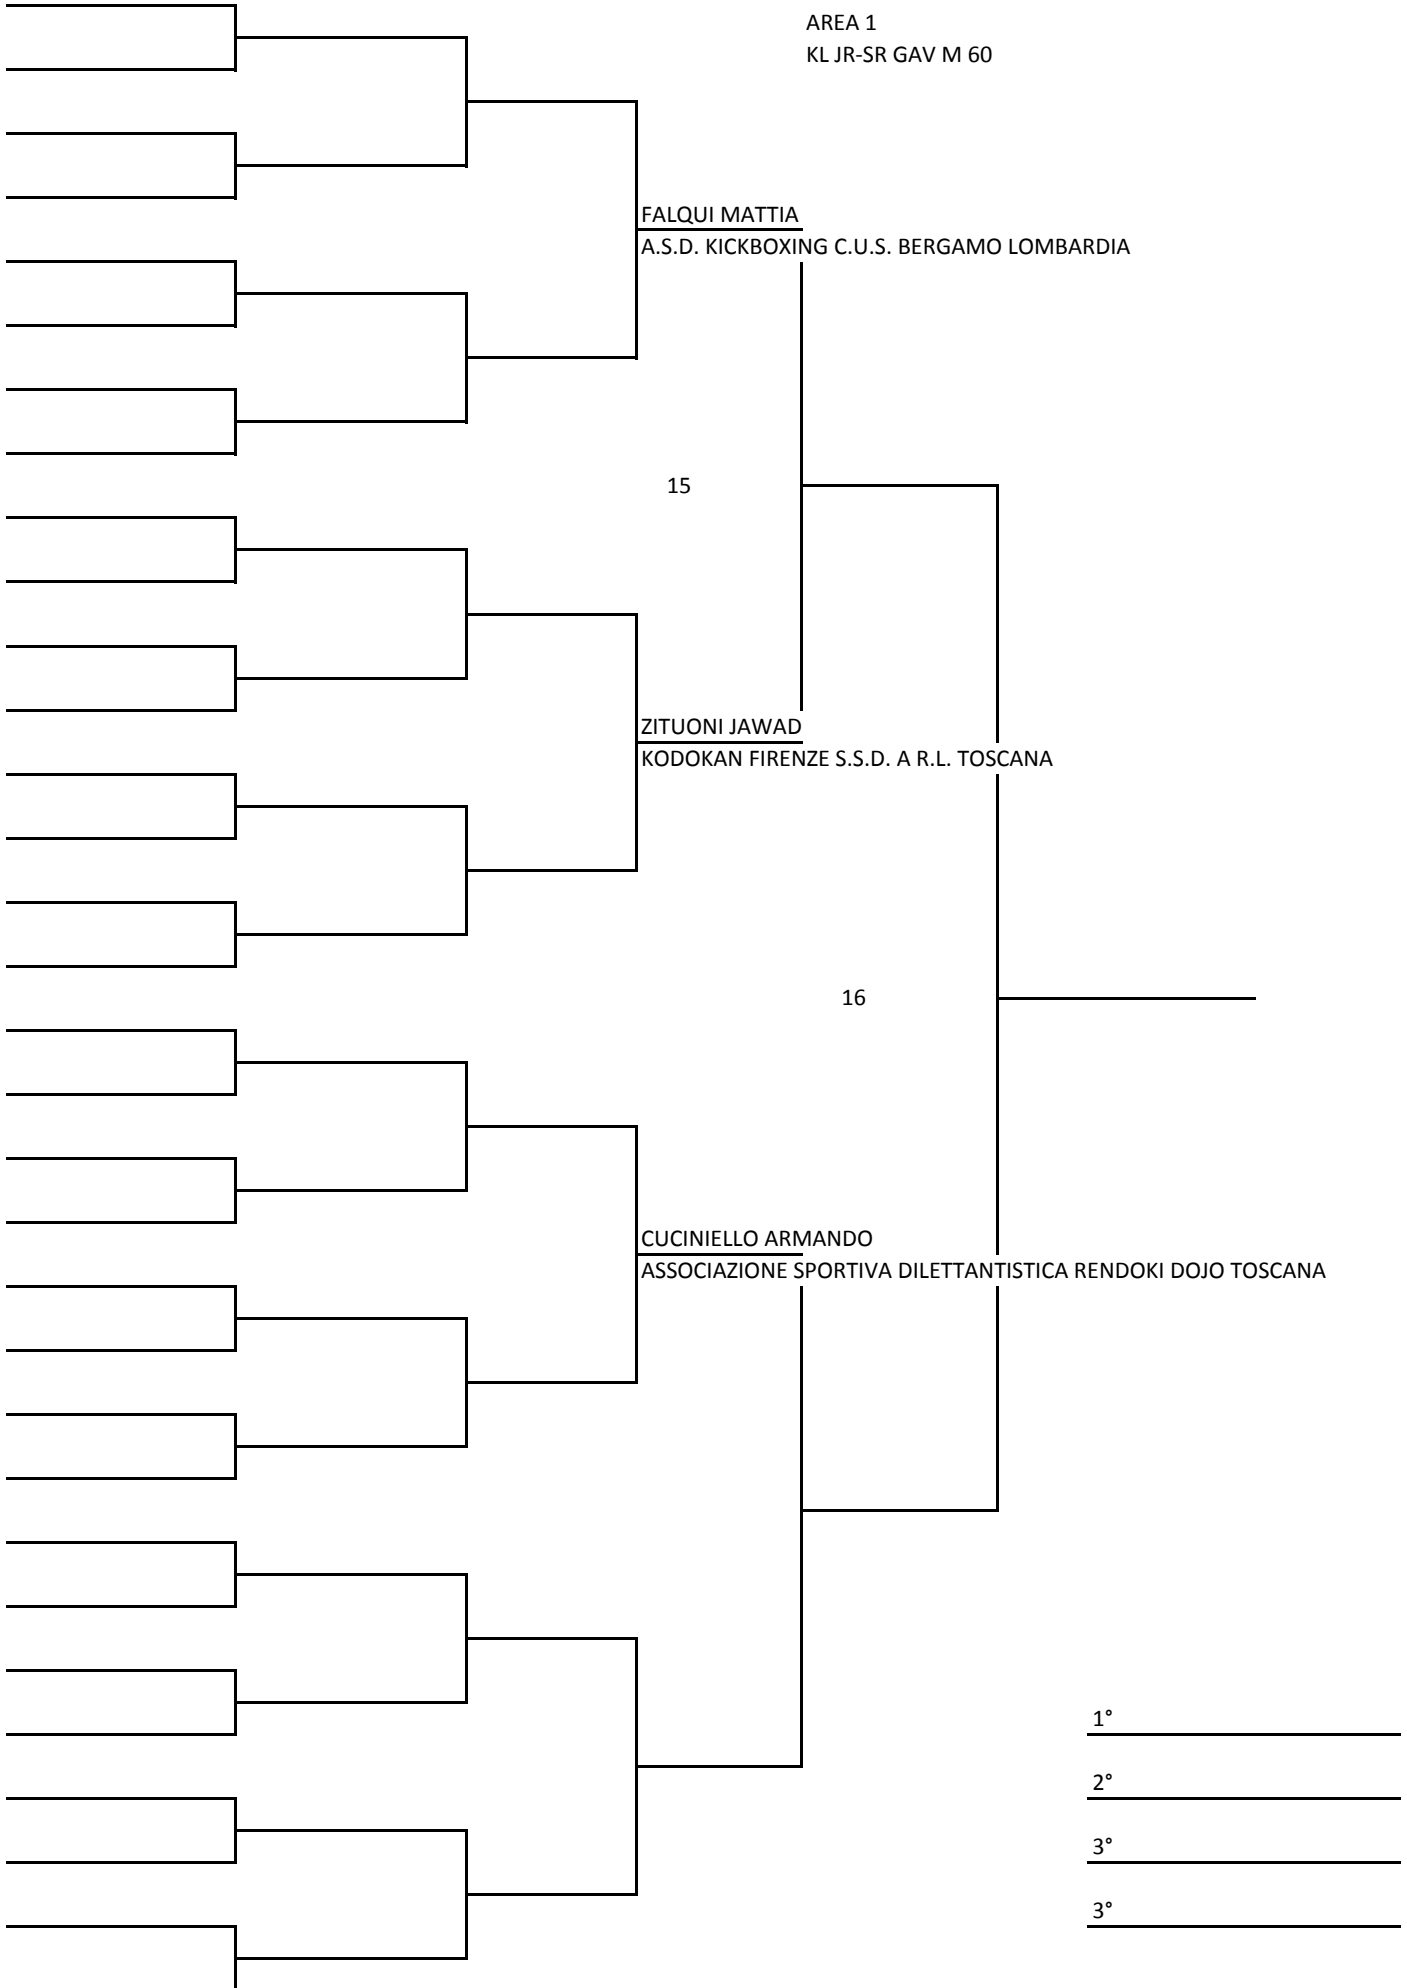 AREA 1
KL JR-SR GAV M 60
FALQUI MATTIA
A.S.D. KICKBOXING C.U.S. BERGAMO LOMBARDIA
15
ZITUONI JAWAD
KODOKAN FIRENZE S.S.D. A R.L. TOSCANA
16
CUCINIELLO ARMANDO
ASSOCIAZIONE SPORTIVA DILETTANTISTICA RENDOKI DOJO TOSCANA
1°
2°
3°
3°